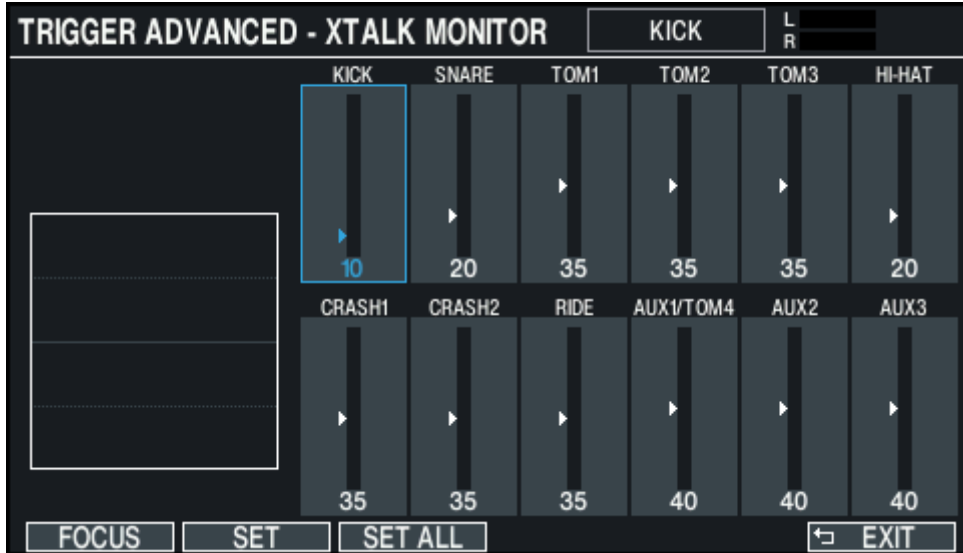 TRIGGER ADVANCED - XTALK MONITOR KICK L
R
KICK SNARE TOM1 TOM2 TOM3 HI-HAT
10 20 35 35 35 20
CRASH1 CRASH2 RIDE AUX1/TOM4 AUX2 AUX3
35 35 35 40 40 40
FOCUS SET SET ALL EXIT